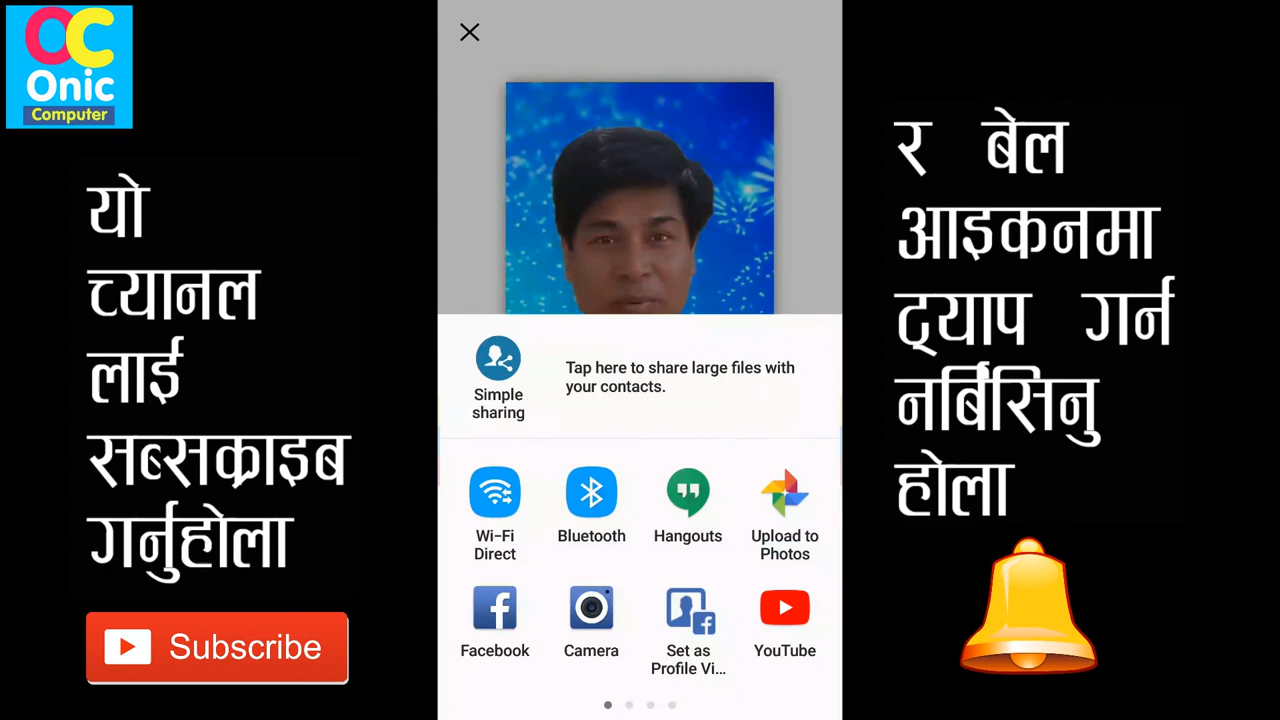 OC
Onic
Computer
यो
च्यानल
लाई
सब्सक्राइब
गर्नुहोला
Subscribe
Tap here to share large files with
your contacts.
Simple
sharing
Wi-Fi
Direct
Bluetooth
Hangouts
Upload to
Photos
Facebook
Camera
Set as
Profile Vi...
YouTube
र बेल
आइकनमा
ट्याप गर्न
नर्बिसिनु
होला